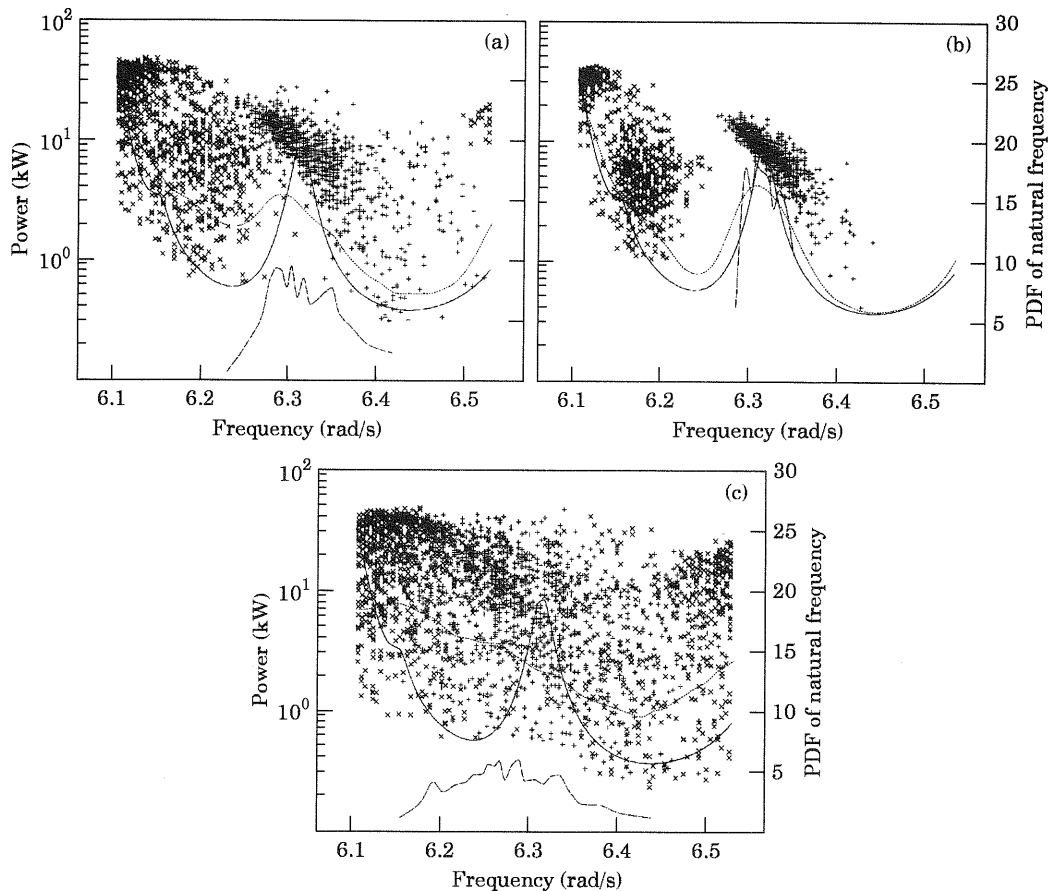 10²
10¹
10⁰
Power (kW)
(a)
6.1 6.2 6.3 6.4 6.5
Frequency (rad/s)
(b)
30
25
20
15
10
5
PDF of natural frequency
6.1 6.2 6.3 6.4 6.5
Frequency (rad/s)
10²
10¹
10⁰
Power (kW)
(c)
30
25
20
15
10
5
PDF of natural frequency
6.1 6.2 6.3 6.4 6.5
Frequency (rad/s)